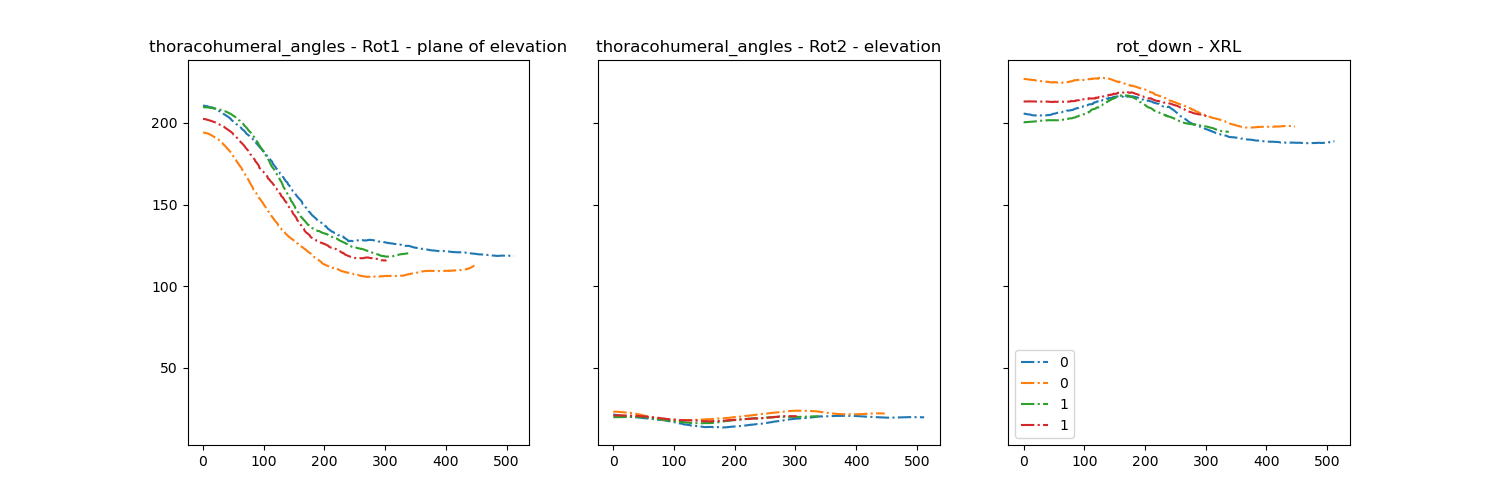 thoracohumeral_angles - Rot1 - plane of elevation
thoracohumeral_angles - Rot2 - elevation
rot_down - XRL
200
150
100
50
0 100 200 300 400 500
0 100 200 300 400 500
0 100 200 300 400 500
0
0
1
1